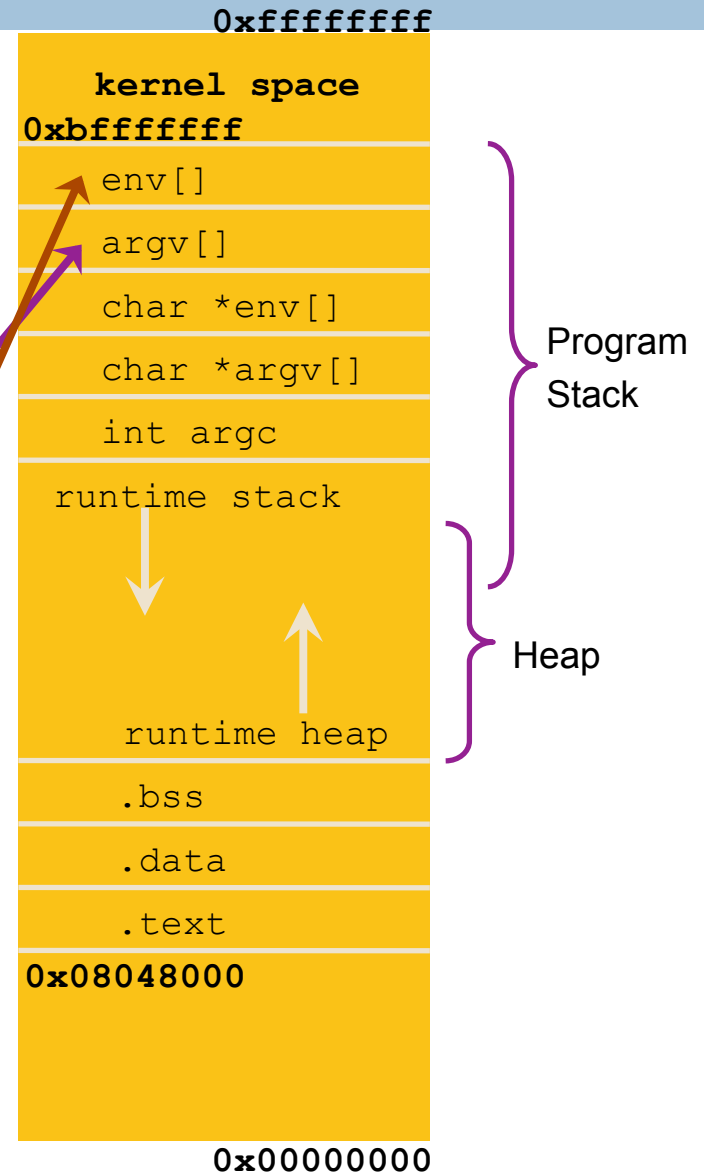 0xffffffff
kernel space
0xbfffffff
env[]
argv[]
char *env[]
char *argv[]
int argc
runtime stack
Program
Stack
Heap
runtime heap
.bss
.data
.text
0x08048000
0x00000000